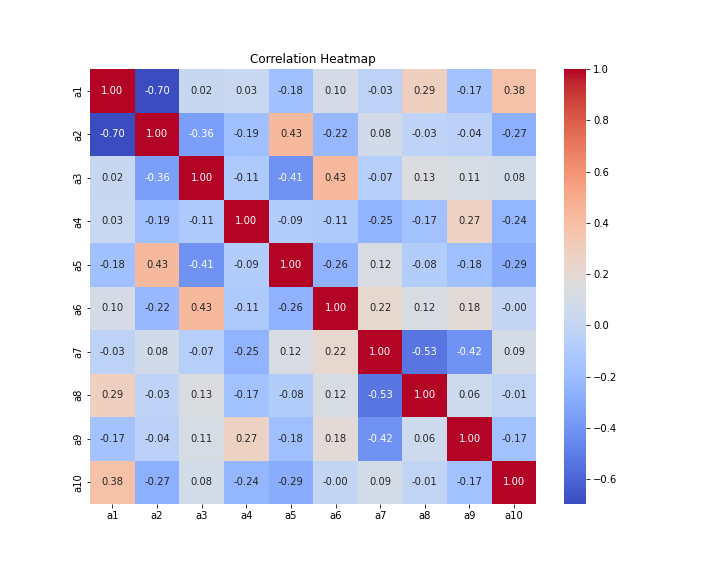 Correlation Heatmap
a1 1.00 -0.70 0.02 0.03 -0.18 0.10 -0.03 0.29 -0.17 0.38
a2 -0.70 1.00 -0.36 -0.19 0.43 -0.22 0.08 -0.03 -0.04 -0.27
a3 0.02 -0.36 1.00 -0.11 -0.41 0.43 -0.07 0.13 0.11 0.08
a4 0.03 -0.19 -0.11 1.00 -0.09 -0.11 -0.25 -0.17 0.27 -0.24
a5 -0.18 0.43 -0.41 -0.09 1.00 -0.26 0.12 -0.08 -0.18 -0.29
a6 0.10 -0.22 0.43 -0.11 -0.26 1.00 0.22 0.12 0.18 -0.00
a7 -0.03 0.08 -0.07 -0.25 0.12 0.22 1.00 -0.53 -0.42 0.09
a8 0.29 -0.03 0.13 -0.17 -0.08 0.12 -0.53 1.00 0.06 -0.01
a9 -0.17 -0.04 0.11 0.27 -0.18 0.18 -0.42 0.06 1.00 -0.17
a10 0.38 -0.27 0.08 -0.24 -0.29 -0.00 0.09 -0.01 -0.17 1.00
a1 a2 a3 a4 a5 a6 a7 a8 a9 a10
1.0
0.8
0.6
0.4
0.2
0.0
−0.2
−0.4
−0.6